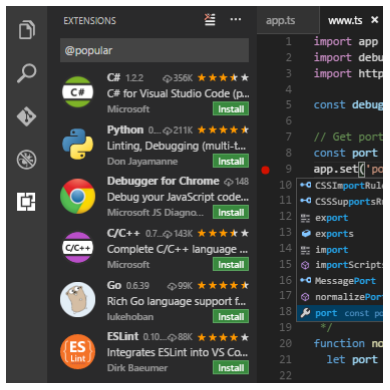 EXTENSIONS
@popular
C# 1.2.2 356K
C# for Visual Studio Code (p...
Microsoft
Install
Python 0.... 211K
Linting, Debugging (multi-t...
Don Jayamanne
Install
Debugger for Chrome 148
Debug your JavaScript code...
Microsoft JS Diagno...
Install
C/C++ 0.7... 143K
Complete C/C++ language ...
Microsoft
Install
Go 0.6.39 99K
Rich Go language support f...
lukehoban
Install
ESLint 0.10... 88K
Integrates ESLint into VS Co...
Dirk Baeumer
Install
C#
C/C++
ES
Lint
app.ts www.ts
1 import app
2 import debu
3 import http
4
5 const debug
6
7 // Get port
8 const port
9 app.set('po
10 CSSImportRule
11 CSSSupportsRu
12 export
13 exports
14 import
15 importScripts
16 MessagePort
17 normalizePort
18 port const po
19 */
20 function no
21 let port
22